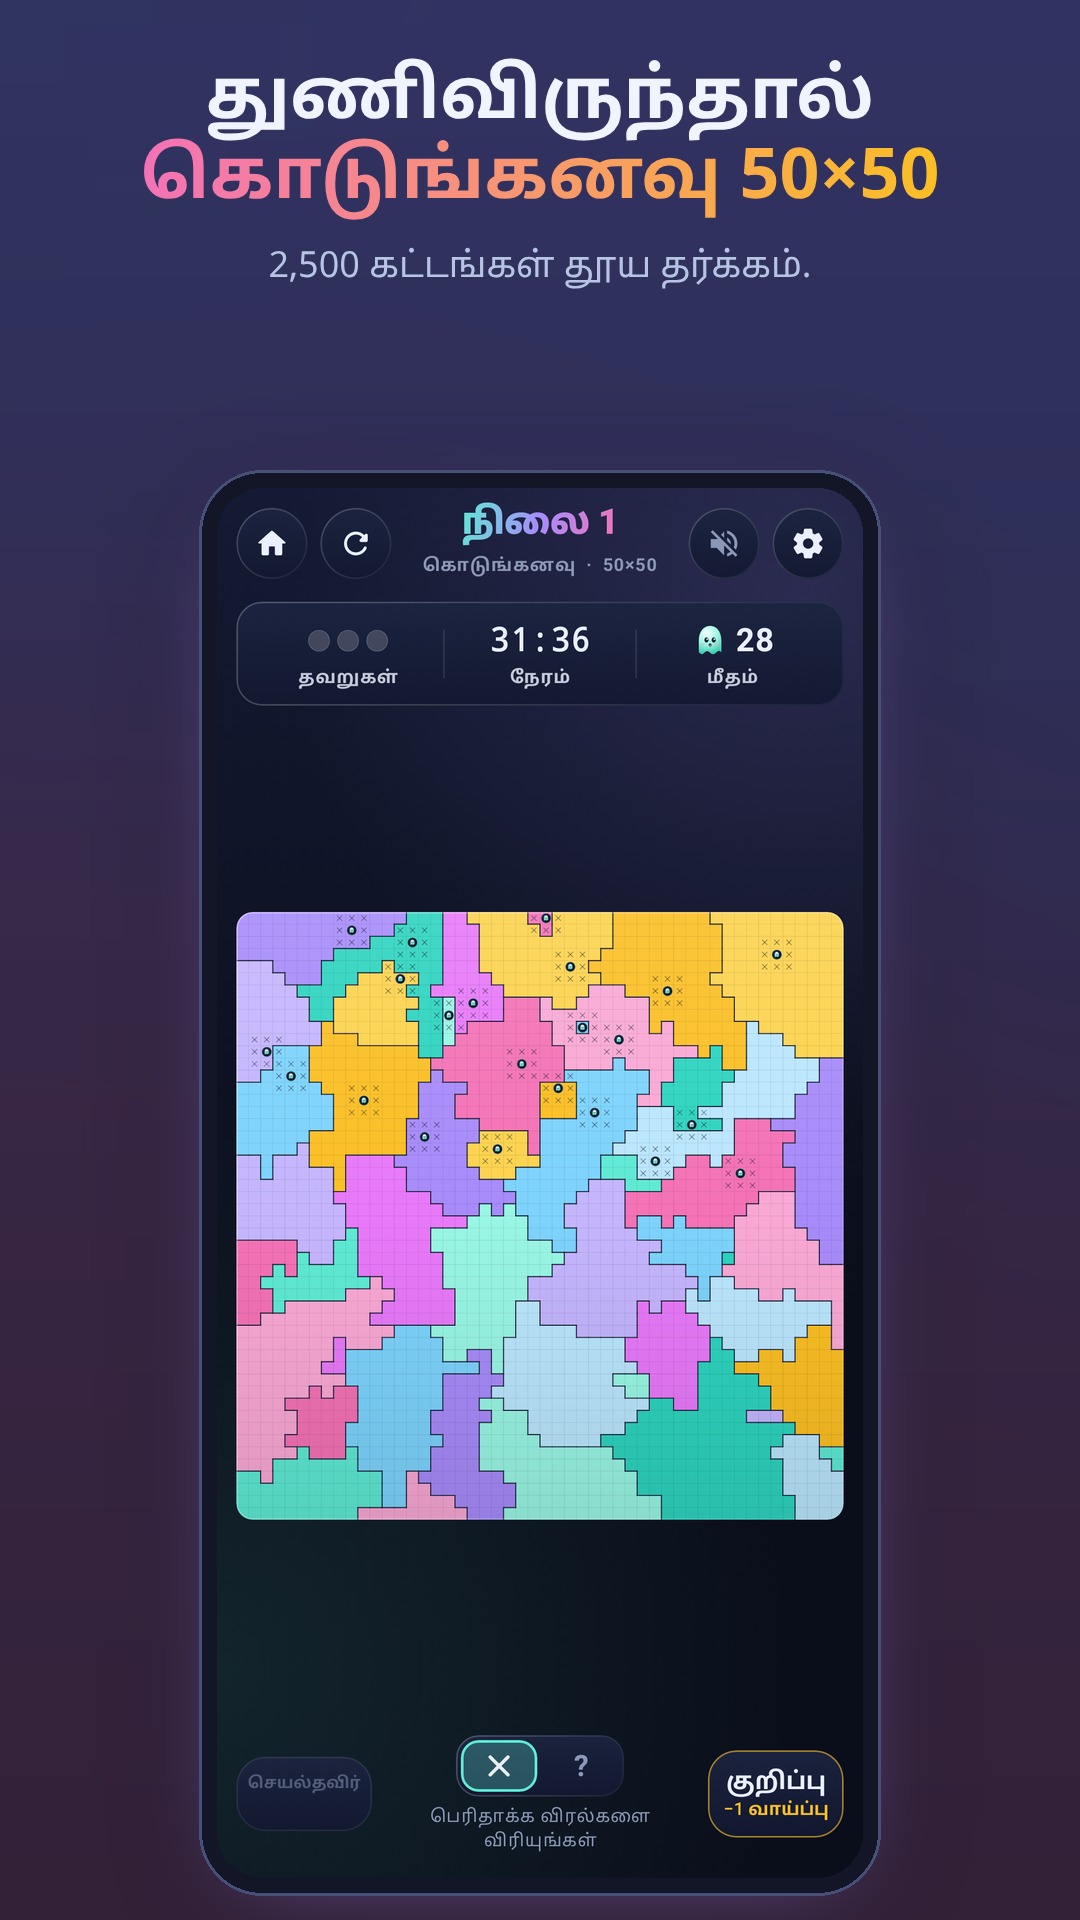 துணிவிருந்தால்
கொடுங்கனவு 50×50
2,500 கட்டங்கள் தூய தர்க்கம்.
நிலை 1
கொடுங்கனவு · 50×50
31:36
28
தவறுகள்
நேரம்
மீதம்
செயல்தவிர்
?
பெரிதாக்க விரல்களை
விரியுங்கள்
குறிப்பு
−1 வாய்ப்பு